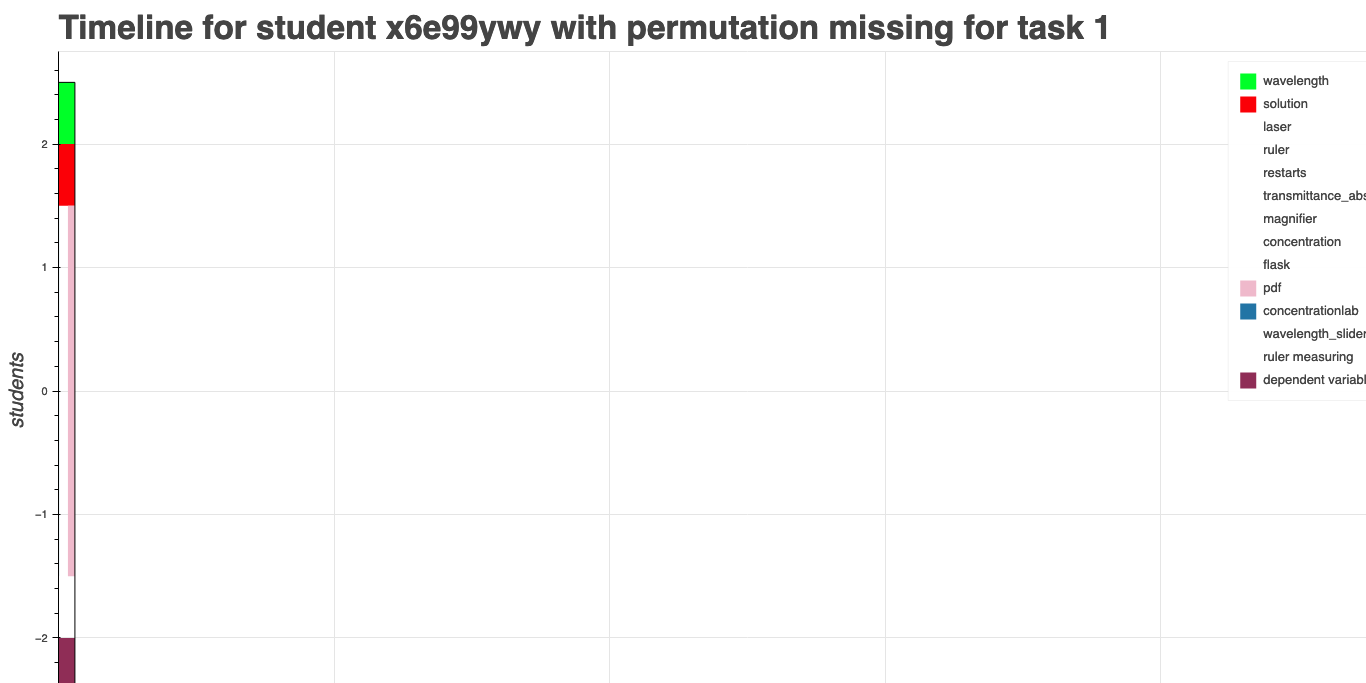 Timeline for student x6e99ywy with permutation missing for task 1
wavelength
solution
laser
ruler
restarts
transmittance_abs
magnifier
concentration
flask
pdf
concentrationlab
wavelength_slider
ruler measuring
dependent variabl
students
2
1
0
−1
−2